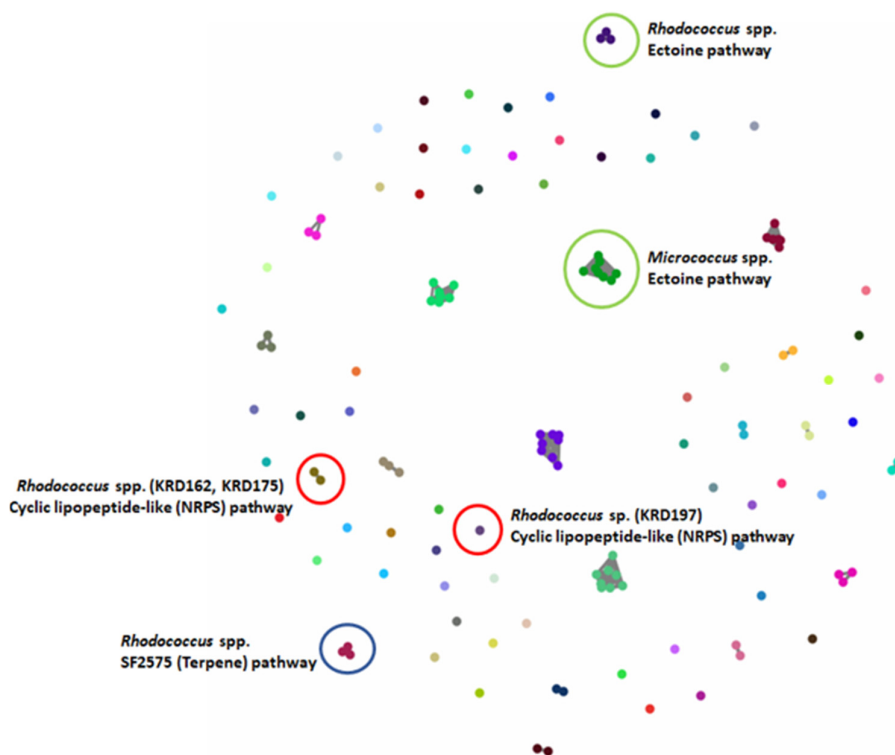 Rhodococcus spp.
Ectoine pathway
Micrococcus spp.
Ectoine pathway
Rhodococcus spp. (KRD162, KRD175)
Cyclic lipopeptide-like (NRPS) pathway
Rhodococcus sp. (KRD197)
Cyclic lipopeptide-like (NRPS) pathway
Rhodococcus spp.
SF2575 (Terpene) pathway